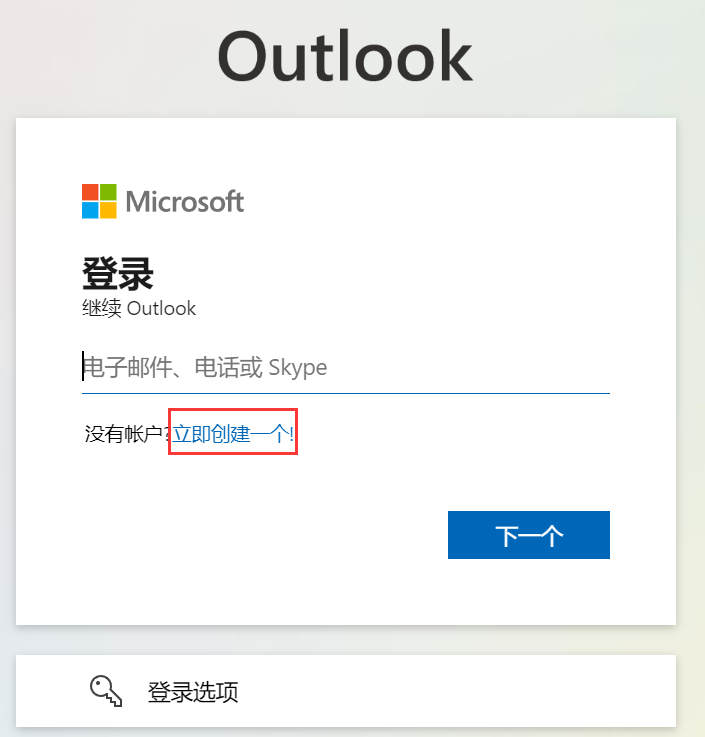 Outlook
Microsoft
登录
继续 Outlook
电子邮件、电话或 Skype
没有帐户?立即创建一个!
下一个
登录选项